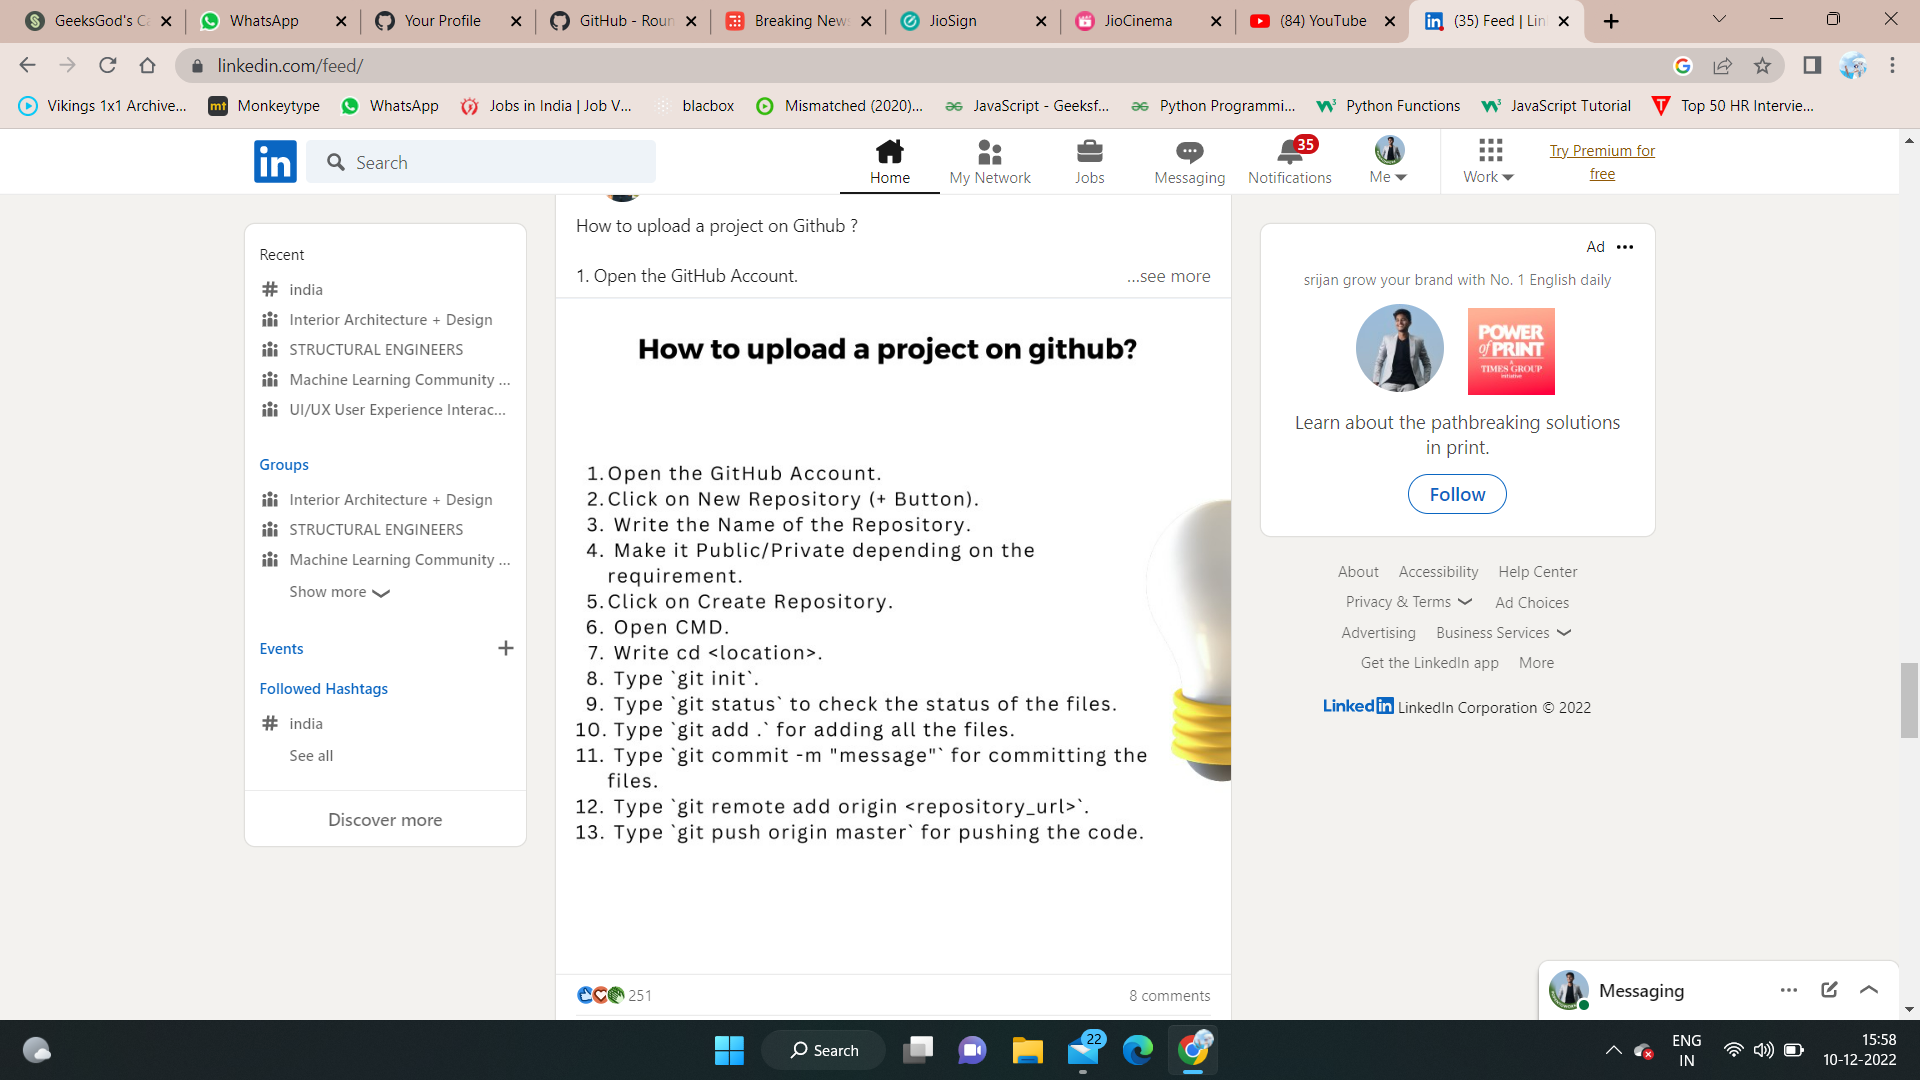 GeeksGod's C
WhatsApp
Your Profile
GitHub - Roun
Breaking New
JioSign
JioCinema
(84) YouTube
(35) Feed | Lin
linkedin.com/feed/
Vikings 1x1 Archive...
mt Monkeytype
WhatsApp
Jobs in India | Job V...
blacbox
Mismatched (2020)...
JavaScript - Geeksf...
Python Programmi...
Python Functions
JavaScript Tutorial
Top 50 HR Intervie...
in
Search
Home
My Network
Jobs
Messaging
35
Notifications
Me
Work
Try Premium for
free
Recent
# india
Interior Architecture + Design
STRUCTURAL ENGINEERS
Machine Learning Community ...
UI/UX User Experience Interac...
Groups
Interior Architecture + Design
STRUCTURAL ENGINEERS
Machine Learning Community ...
Show more
Events +
Followed Hashtags
# india
See all
Discover more
How to upload a project on Github ?
1. Open the GitHub Account.
...see more
How to upload a project on github?
1. Open the GitHub Account.
2. Click on New Repository (+ Button).
3. Write the Name of the Repository.
4. Make it Public/Private depending on the
requirement.
5. Click on Create Repository.
6. Open CMD.
7. Write cd <location>.
8. Type `git init`.
9. Type `git status` to check the status of the files.
10. Type `git add .` for adding all the files.
11. Type `git commit -m "message"` for committing the
files.
12. Type `git remote add origin <repository_url>`.
13. Type `git push origin master` for pushing the code.
251
8 comments
Ad
srijan grow your brand with No. 1 English daily
POWER
of PRINT
A
TIMES GROUP
Initiative
Learn about the pathbreaking solutions
in print.
Follow
About Accessibility Help Center
Privacy & Terms Ad Choices
Advertising Business Services
Get the LinkedIn app More
LinkedIn LinkedIn Corporation © 2022
Messaging
Search
22
ENG
IN
15:58
10-12-2022